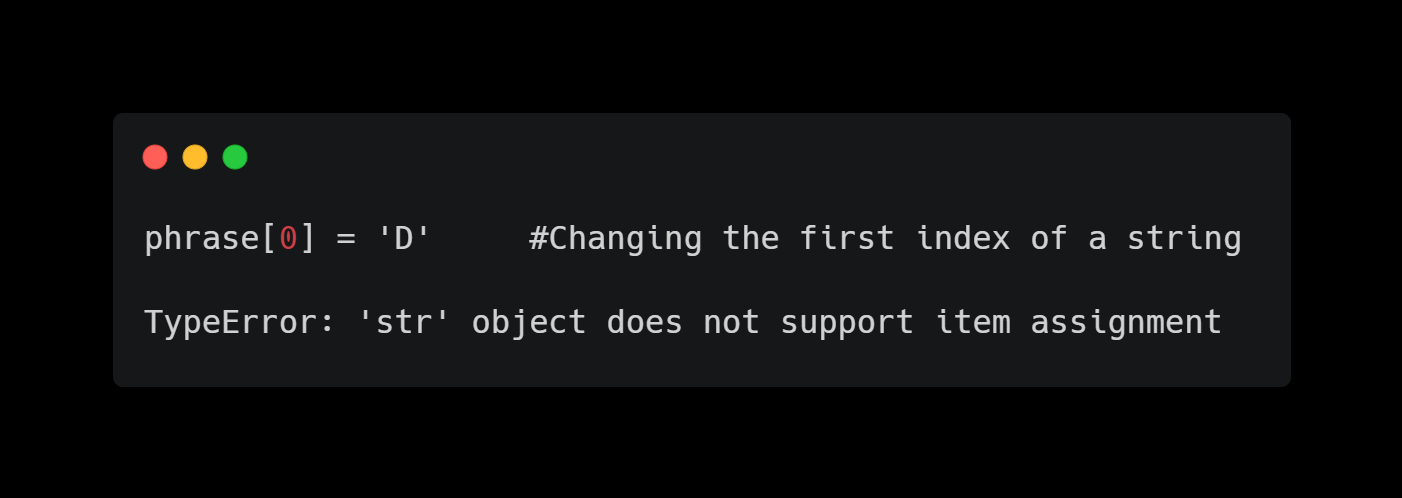 phrase[0] = 'D'     #Changing the first index of a string
TypeError: 'str' object does not support item assignment